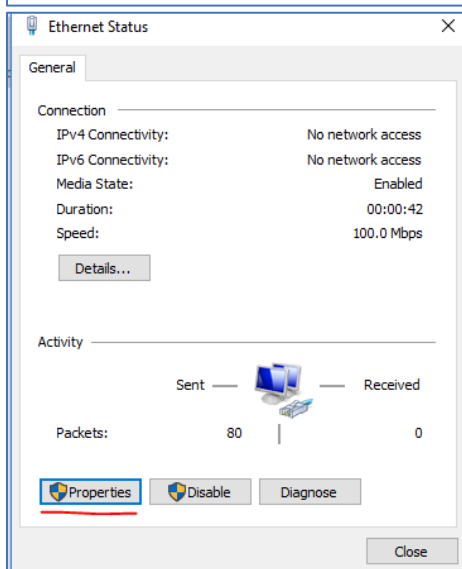 Ethernet Status
General
Connection
IPv4 Connectivity: No network access
IPv6 Connectivity: No network access
Media State: Enabled
Duration: 00:00:42
Speed: 100.0 Mbps
Details...
Activity
Sent Received
Packets: 80 0
Properties Disable Diagnose
Close